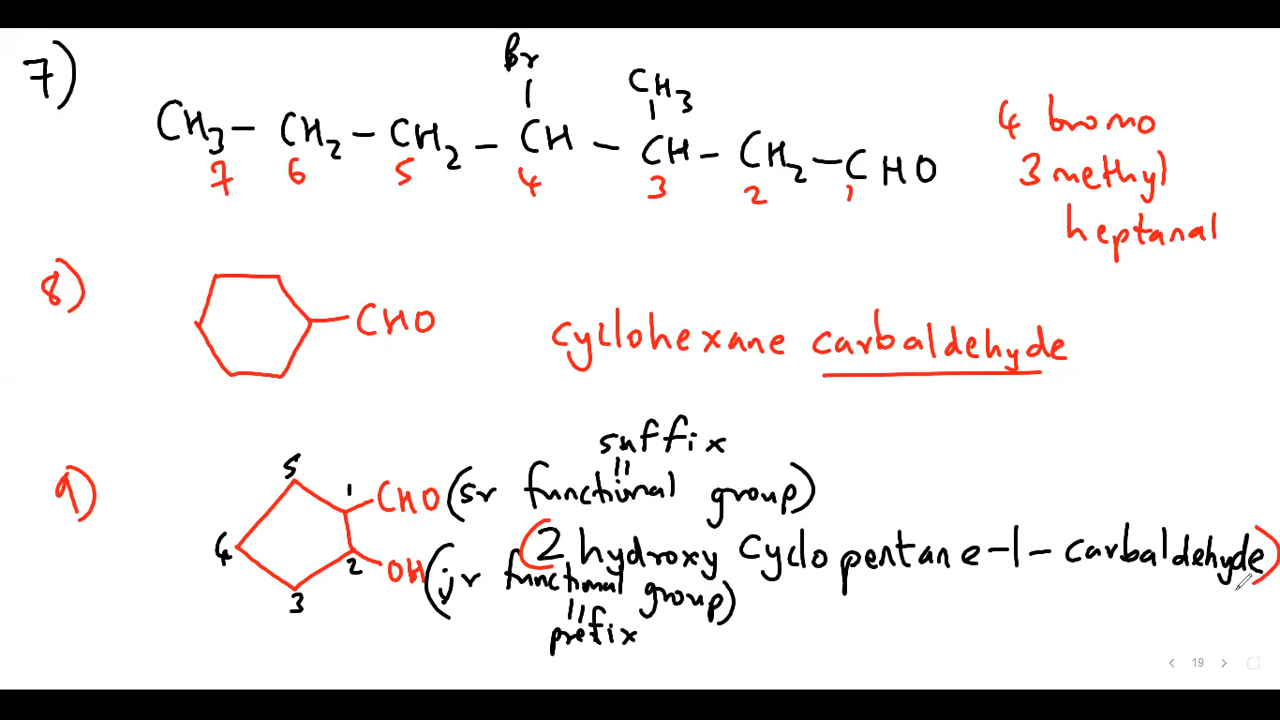 7)
Br
CH3
CH3 – CH2 – CH2 – CH – CH – CH2 – CHO
7 6 5 4 3 2 1
4 bromo
3 methyl
heptanal
8)
CHO
cyclohexane carbaldehyde
9)
suffix
||
5 1 CHO (sr functional group)
4 2 OH (jr functional group)
(2 hydroxy cyclopentane-1-carbaldehyde)
3
||
prefix
< 19 >